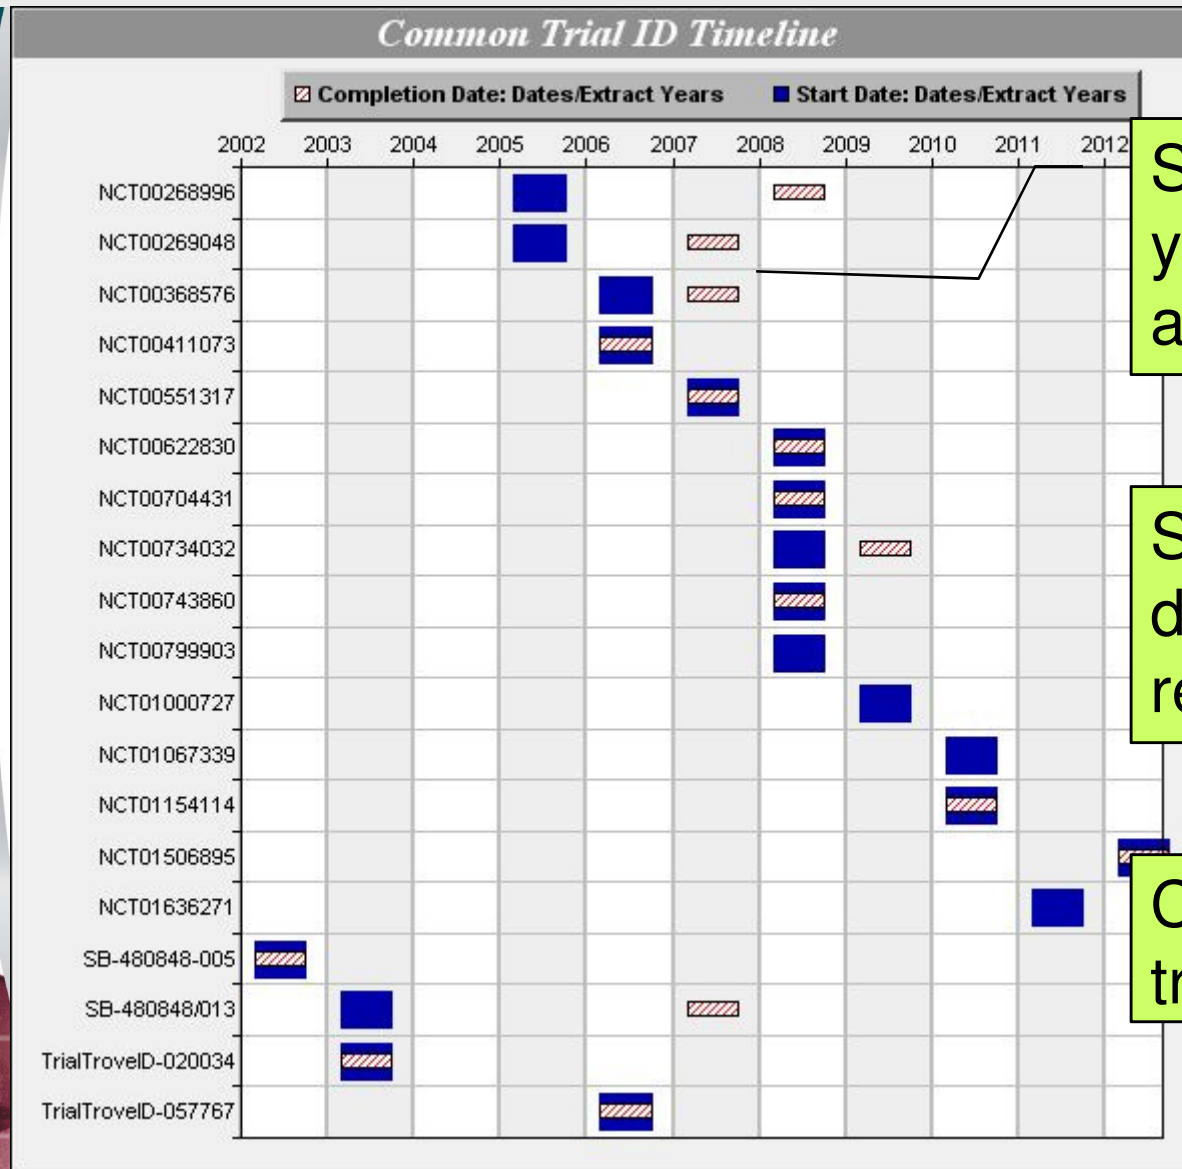 Common Trial ID Timeline
Completion Date: Dates/Extract Years Start Date: Dates/Extract Years
2002 2003 2004 2005 2006 2007 2008 2009 2010 2011 2012
NCT00268996
NCT00269048
NCT00368576
NCT00411073
NCT00551317
NCT00622830
NCT00704431
NCT00734032
NCT00743860
NCT00799903
NCT01000727
NCT01067339
NCT01154114
NCT01506895
NCT01636271
SB-480848-005
SB-480848/013
TrialTroveID-020034
TrialTroveID-057767